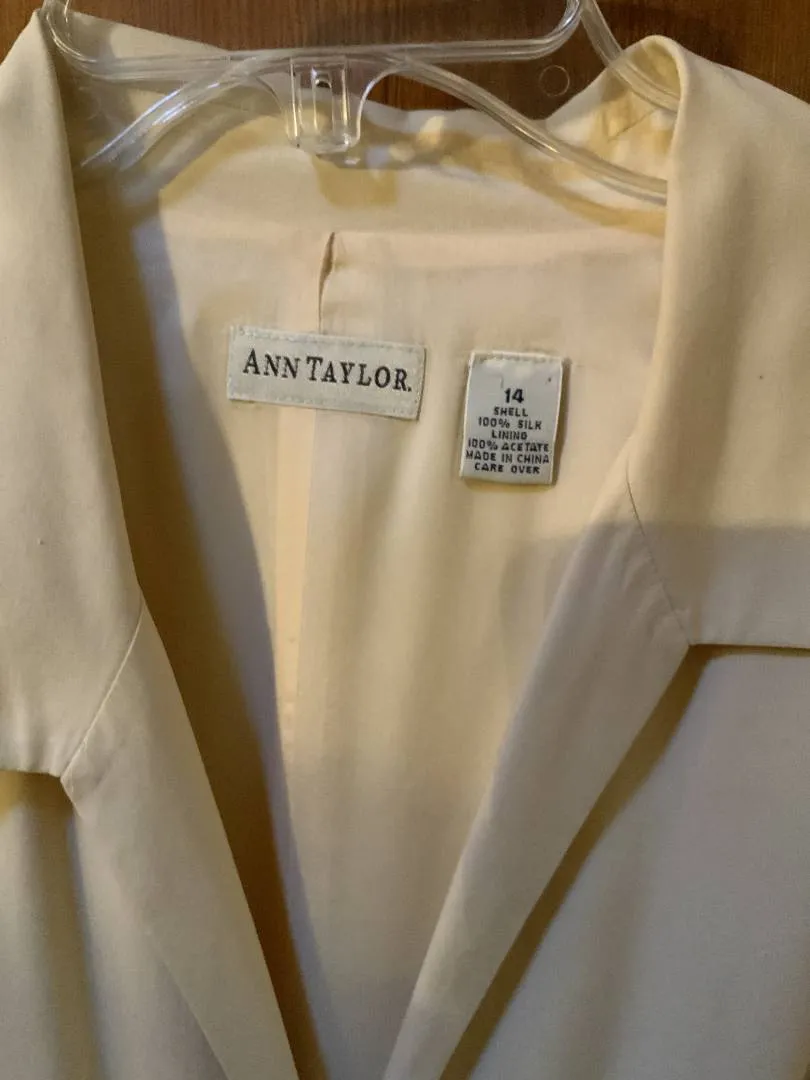 ANN TAYLOR.
14
SHELL
100% SILK
LINING
100% ACETATE
MADE IN CHINA
CARE OVER